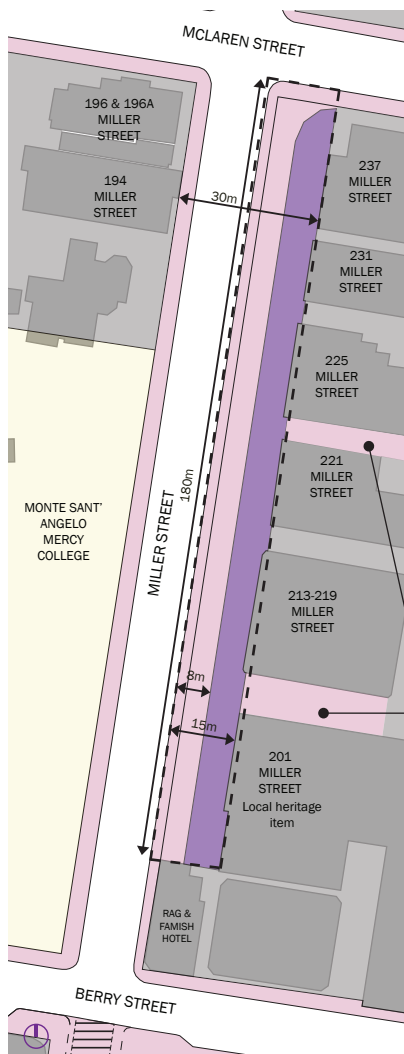 MCLAREN STREET
196 & 196A
MILLER
STREET
194
MILLER
STREET
30m
237
MILLER
STREET
231
MILLER
STREET
225
MILLER
STREET
221
MILLER
STREET
180m
MILLER STREET
MONTE SANT'
ANGELO
MERCY
COLLEGE
213-219
MILLER
STREET
8m
15m
201
MILLER
STREET
Local heritage
item
RAG &
FAMISH
HOTEL
BERRY STREET